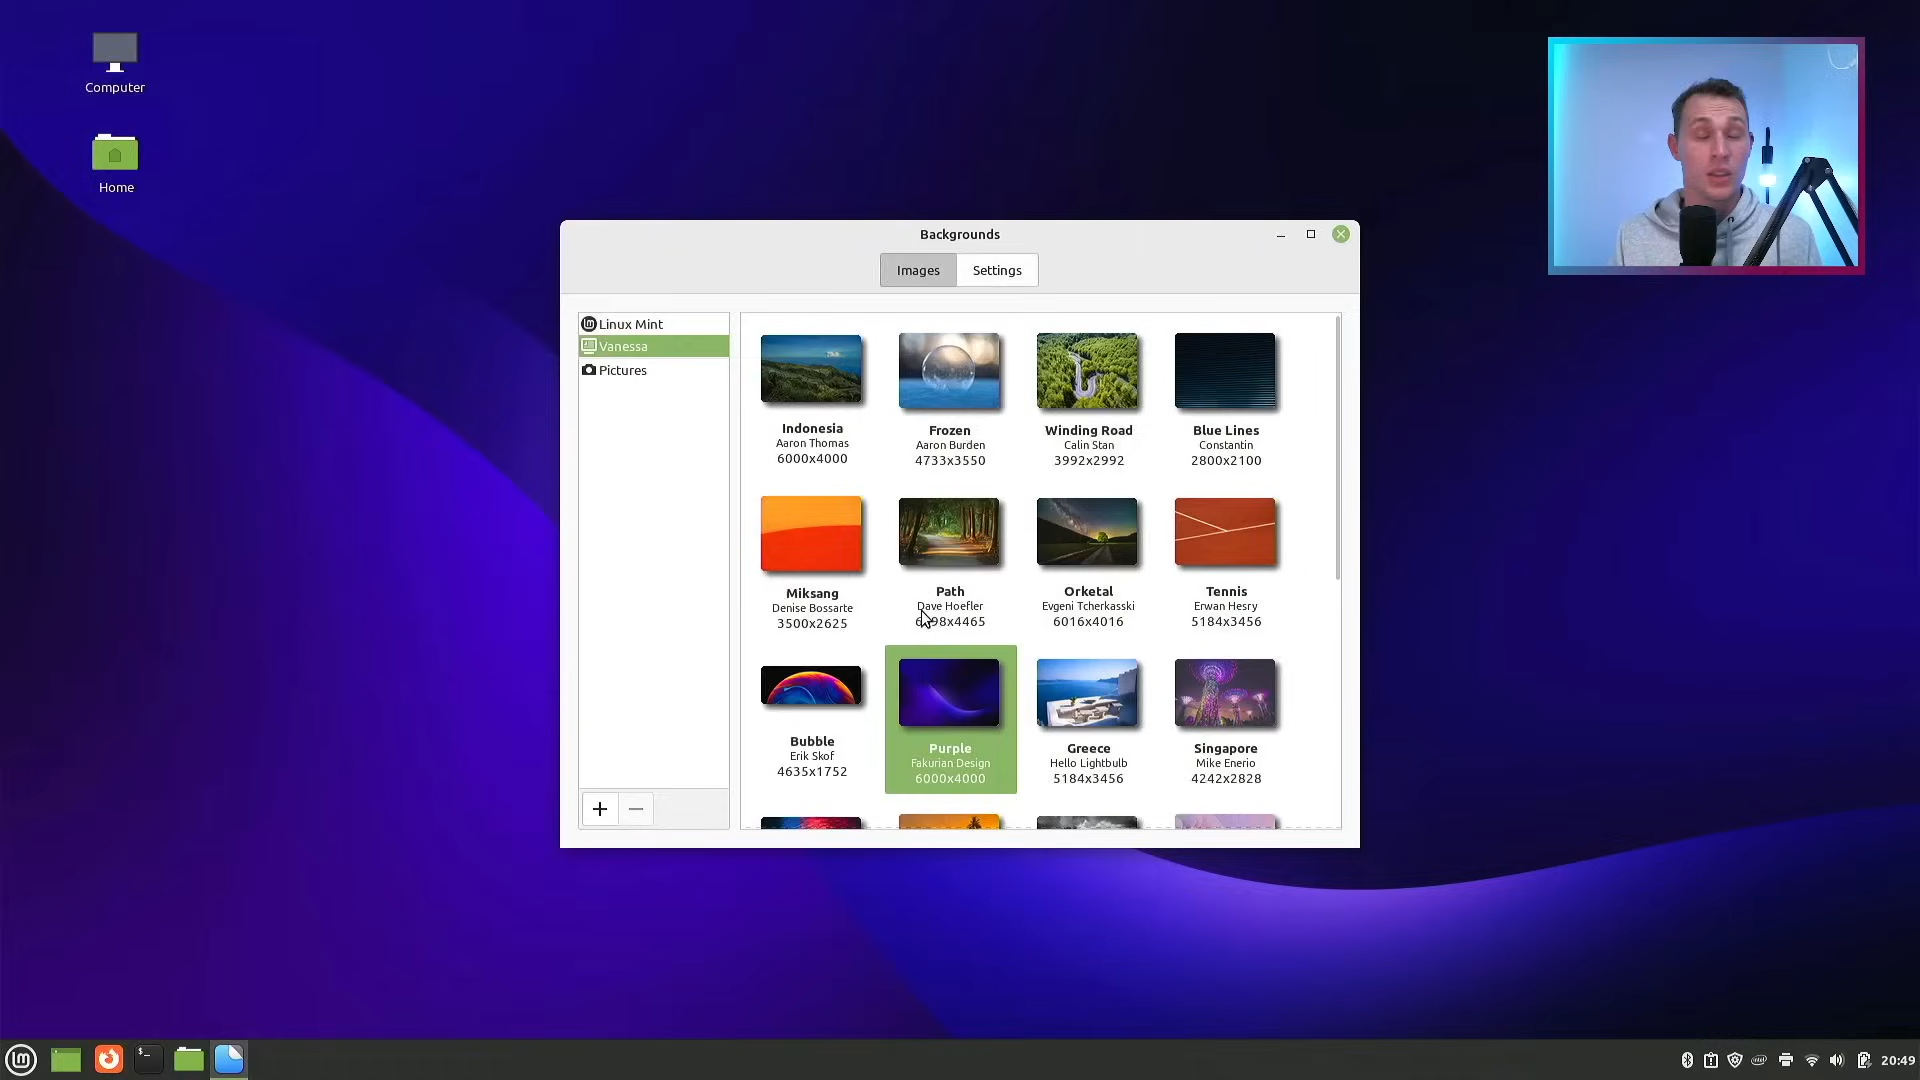 Computer
Home
Backgrounds
Images
Settings
Linux Mint
Vanessa
Pictures
Indonesia
Aaron Thomas
6000x4000
Frozen
Aaron Burden
4733x3550
Winding Road
Calin Stan
3992x2992
Blue Lines
Constantin
2800x2100
Miksang
Denise Bossarte
3500x2625
Path
Dave Hoefler
Orketal
Evgeni Tcherkasski
6016x4016
Tennis
Erwan Hesry
5184x3456
Bubble
Erik Skof
4635x1752
Purple
Fakurian Design
6000x4000
Greece
Hello Lightbulb
5184x3456
Singapore
Mike Enerio
4242x2828
20:49